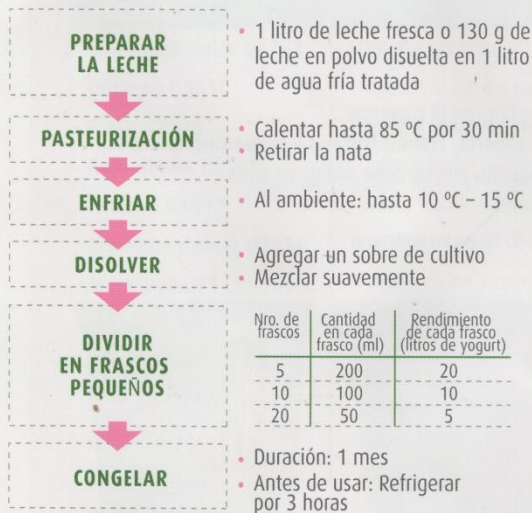 PREPARAR
LA LECHE
• 1 litro de leche fresca o 130 g de
leche en polvo disuelta en 1 litro
de agua fría tratada
PASTEURIZACIÓN
• Calentar hasta 85 ºC por 30 min
• Retirar la nata
ENFRIAR
• Al ambiente: hasta 10 ºC – 15 ºC
DISOLVER
• Agregar un sobre de cultivo
• Mezclar suavemente
DIVIDIR
EN FRASCOS
PEQUEÑOS
Nro. de frascos | Cantidad en cada frasco (ml) | Rendimiento de cada frasco (litros de yogurt)
5 | 200 | 20
10 | 100 | 10
20 | 50 | 5
CONGELAR
• Duración: 1 mes
• Antes de usar: Refrigerar
por 3 horas